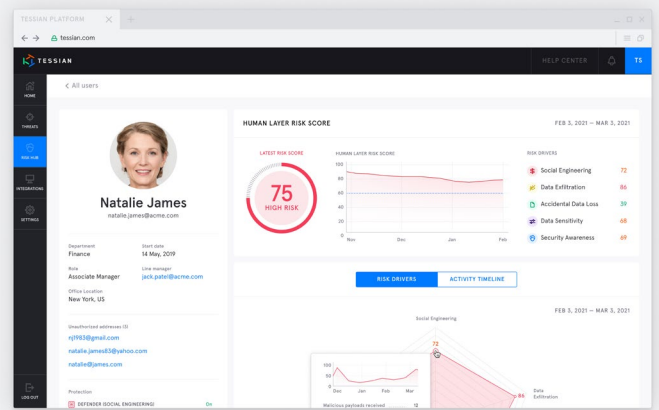 TESSIAN PLATFORM
tessian.com
TESSIAN
HELP CENTER
TS
HOME
THREATS
RISK HUB
INTEGRATIONS
SETTINGS
LOG OUT
All users
Natalie James
natalie.james@acme.com
Department
Finance
Start date
14 May, 2019
Role
Associate Manager
Line manager
jack.patel@acme.com
Office Location
New York, US
Unauthorized addresses (3)
nj1983@gmail.com
natalie.james83@yahoo.com
natalie@james.com
Protection
DEFENDER (SOCIAL ENGINEERING)
On
HUMAN LAYER RISK SCORE
FEB 3, 2021 — MAR 3, 2021
LATEST RISK SCORE
75
HIGH RISK
HUMAN LAYER RISK SCORE
100
80
60
40
20
0
Nov
Dec
Jan
Feb
RISK DRIVERS
Social Engineering
72
Data Exfiltration
86
Accidental Data Loss
39
Data Sensitivity
68
Security Awareness
69
RISK DRIVERS
ACTIVITY TIMELINE
FEB 3, 2021 — MAR 3, 2021
Social Engineering
72
86
Data
Exfiltration
100
50
0
Dec
Jan
Feb
Mar
Malicious payloads received